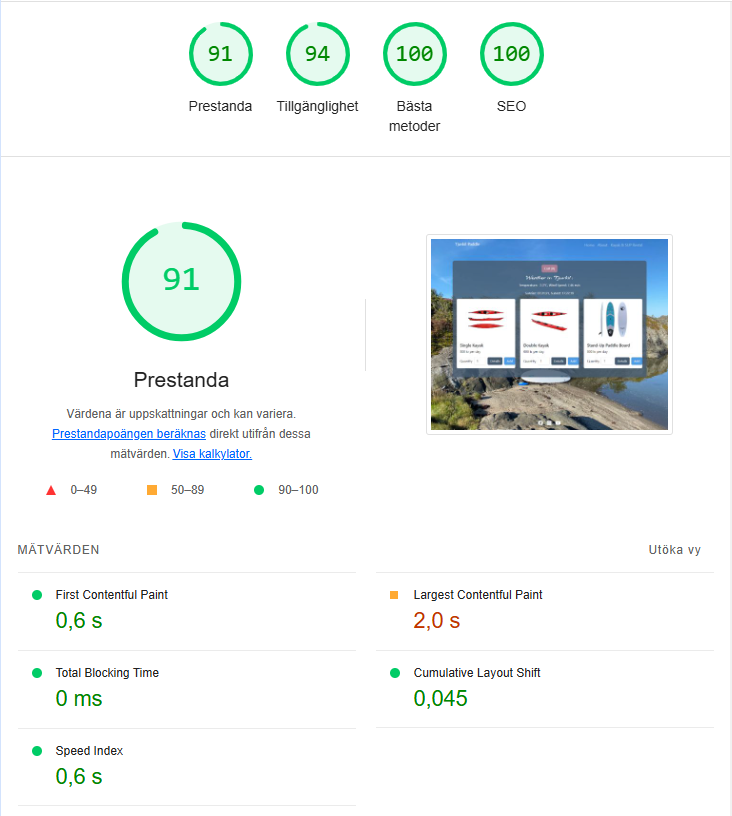 91
94
100
100
Prestanda
Tillgänglighet
Bästa
metoder
SEO
91
Prestanda
Värdena är uppskattningar och kan variera.
Prestandapoängen beräknas direkt utifrån dessa
mätvärden. Visa kalkylator.
0–49
50–89
90–100
Single Kayak
Double Kayak
Stand Up Paddle Board
MÄTVÄRDEN
Utöka vy
First Contentful Paint
0,6 s
Largest Contentful Paint
2,0 s
Total Blocking Time
0 ms
Cumulative Layout Shift
0,045
Speed Index
0,6 s